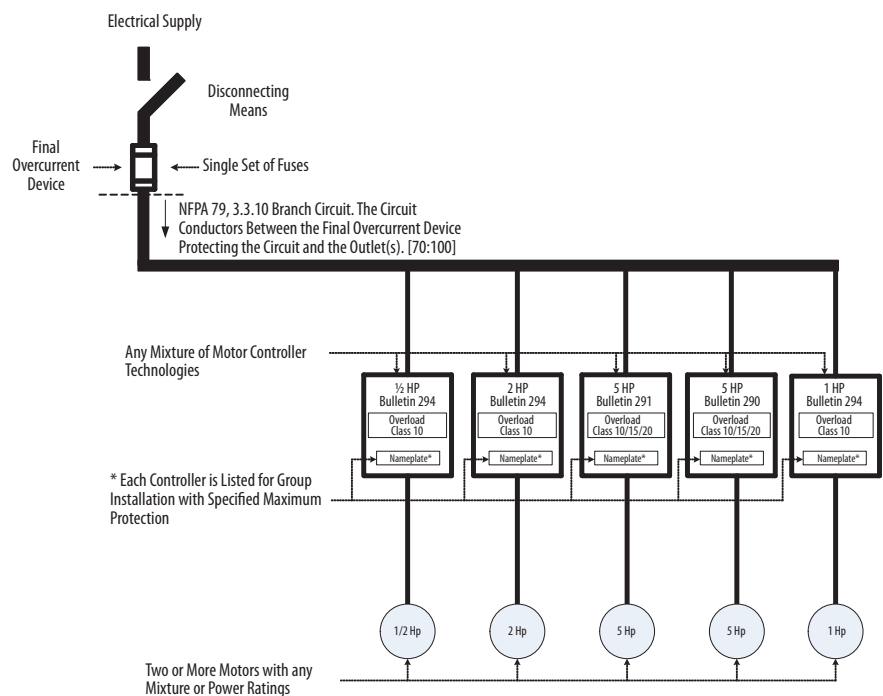 Electrical Supply
Disconnecting
Means
Final
Overcurrent
Device
Single Set of Fuses
NFPA 79, 3.3.10 Branch Circuit. The Circuit
Conductors Between the Final Overcurrent Device
Protecting the Circuit and the Outlet(s). [70:100]
Any Mixture of Motor Controller
Technologies
½ HP
Bulletin 294
Overload
Class 10
Nameplate*
2 HP
Bulletin 294
Overload
Class 10
Nameplate*
5 HP
Bulletin 291
Overload
Class 10/15/20
Nameplate*
5 HP
Bulletin 290
Overload
Class 10/15/20
Nameplate*
1 HP
Bulletin 294
Overload
Class 10
Nameplate*
* Each Controller is Listed for Group
Installation with Specified Maximum
Protection
1/2 Hp
2 Hp
5 Hp
5 Hp
1 Hp
Two or More Motors with any
Mixture or Power Ratings